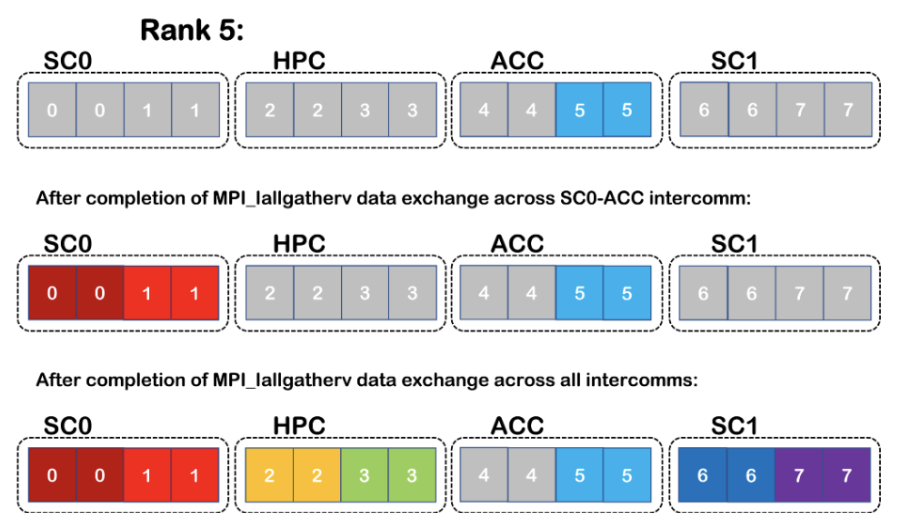 Rank 5:
SC0 HPC ACC SC1
0 0 1 1 2 2 3 3 4 4 5 5 6 6 7 7
After completion of MPI_Iallgatherv data exchange across SC0-ACC intercomm:
SC0 HPC ACC SC1
0 0 1 1 2 2 3 3 4 4 5 5 6 6 7 7
After completion of MPI_Iallgatherv data exchange across all intercomms:
SC0 HPC ACC SC1
0 0 1 1 2 2 3 3 4 4 5 5 6 6 7 7